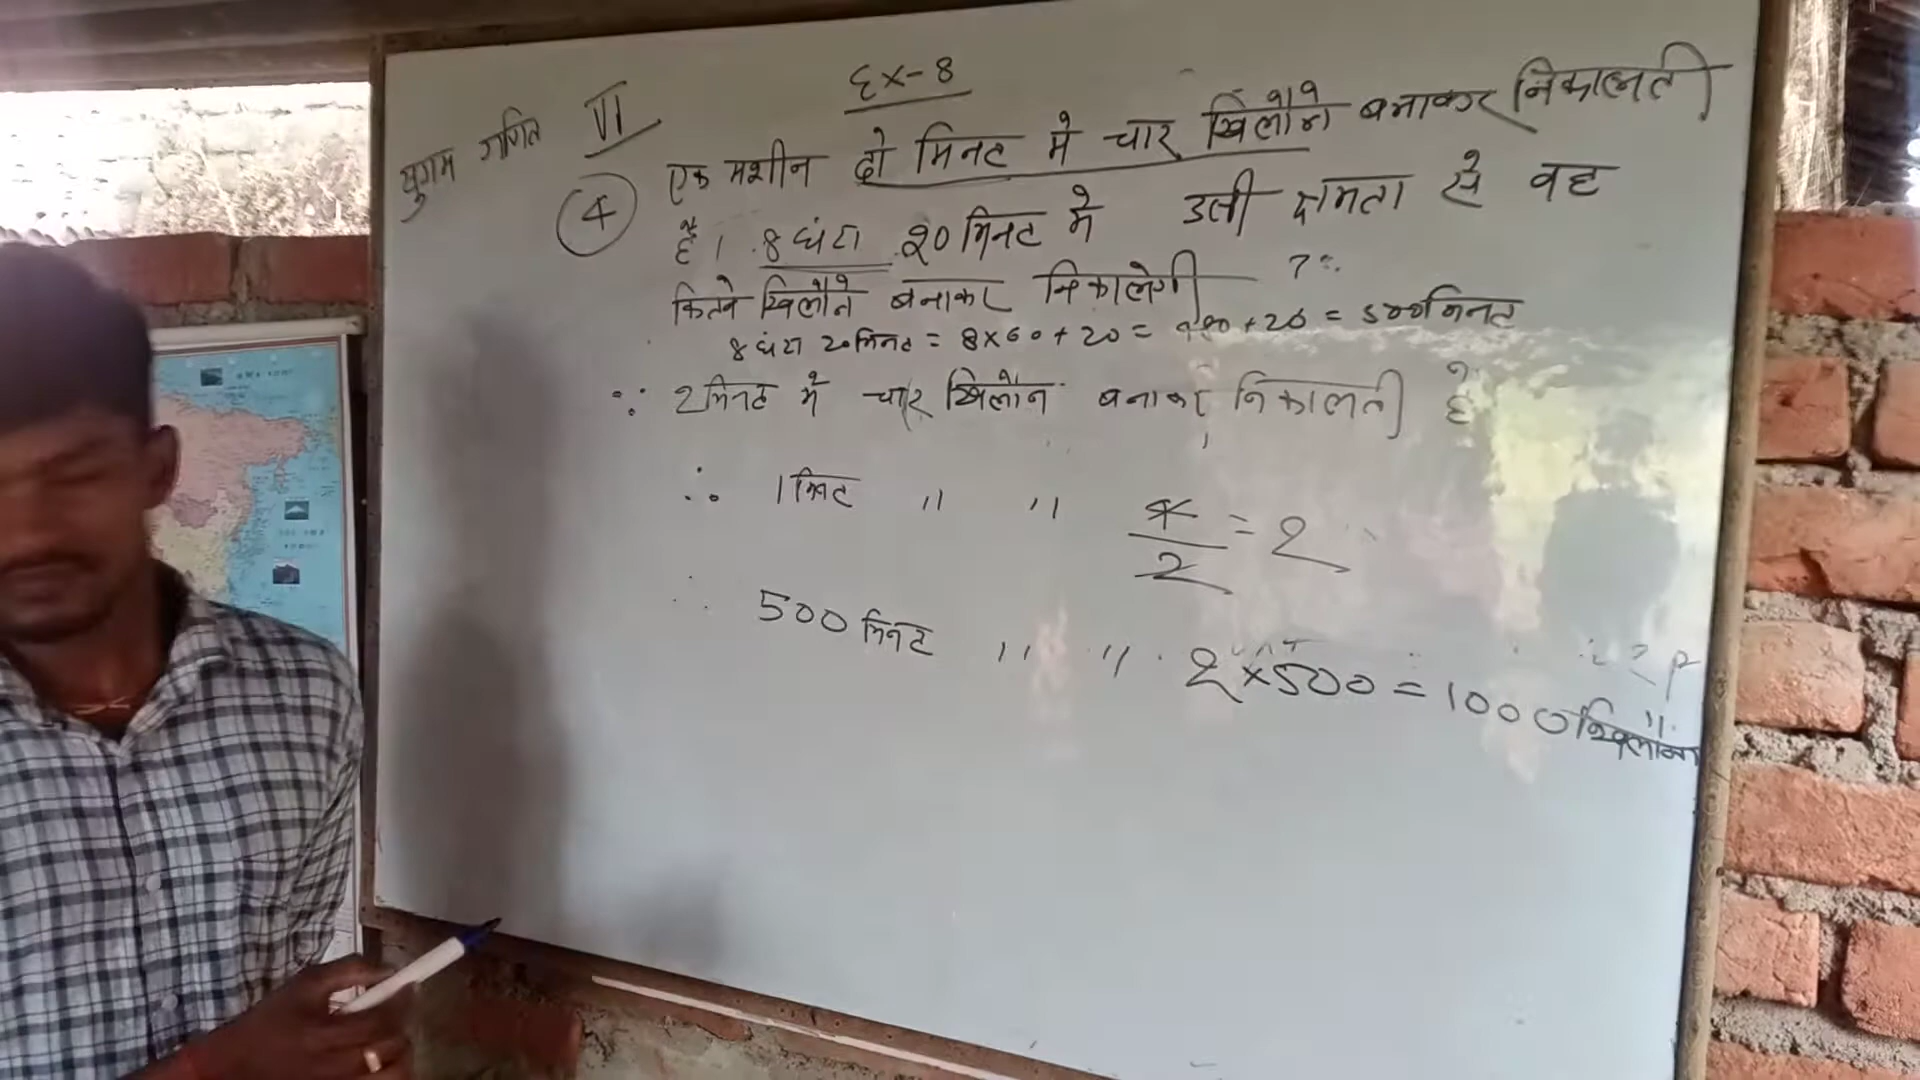 Ex-8
सुगम गणित VI
④ एक मशीन दो मिनट में चार खिलौने बनाकर निकालती
है। 8 घंटा 20 मिनट में उसी क्षमता से वह
कितने खिलौने बनाकर निकालेगी ?
8 घंटा 20 मिनट = 8×60+20 = 480+20 = 500 मिनट
∵ 2 मिनट में चार खिलौने बनाकर निकालती है
∴ 1 मिनट " " 4/2 = 2
∴ 500 मिनट " " 2×500 = 1000 खिलौने